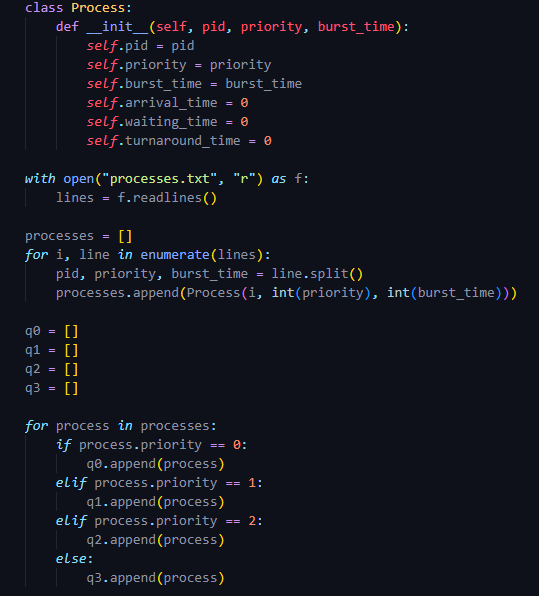 class Process:
    def __init__(self, pid, priority, burst_time):
        self.pid = pid
        self.priority = priority
        self.burst_time = burst_time
        self.arrival_time = 0
        self.waiting_time = 0
        self.turnaround_time = 0

with open("processes.txt", "r") as f:
    lines = f.readlines()

processes = []
for i, line in enumerate(lines):
    pid, priority, burst_time = line.split()
    processes.append(Process(i, int(priority), int(burst_time)))

q0 = []
q1 = []
q2 = []
q3 = []

for process in processes:
    if process.priority == 0:
        q0.append(process)
    elif process.priority == 1:
        q1.append(process)
    elif process.priority == 2:
        q2.append(process)
    else:
        q3.append(process)